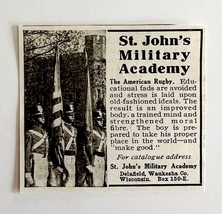 St. John's
Military
Academy
The American Rugby. Edu-
cational fads are avoided
and stress is laid upon
old-fashioned ideals. The
result is an improved
body, a trained mind and
strengthened moral
fibre. The boy is pre-
pared to take his proper
place in the world—and
"make good."
For catalogue address
St. John's Military Academy
Delafield, Waukesha Co.
Wisconsin. Box 150-E.